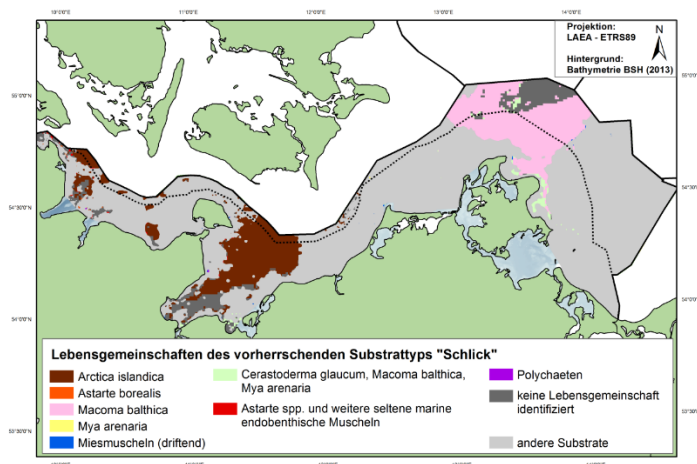 Projektion:
LAEA - ETRS89
N
Hintergrund:
Bathymetrie BSH (2013)
Lebensgemeinschaften des vorherrschenden Substrattyps "Schlick"
Arctica islandica
Astarte borealis
Macoma balthica
Mya arenaria
Miesmuscheln (driftend)
Cerastoderma glaucum, Macoma balthica,
Mya arenaria
Astarte spp. und weitere seltene marine
endobenthische Muscheln
Polychaeten
keine Lebensgemeinschaft
identifiziert
andere Substrate